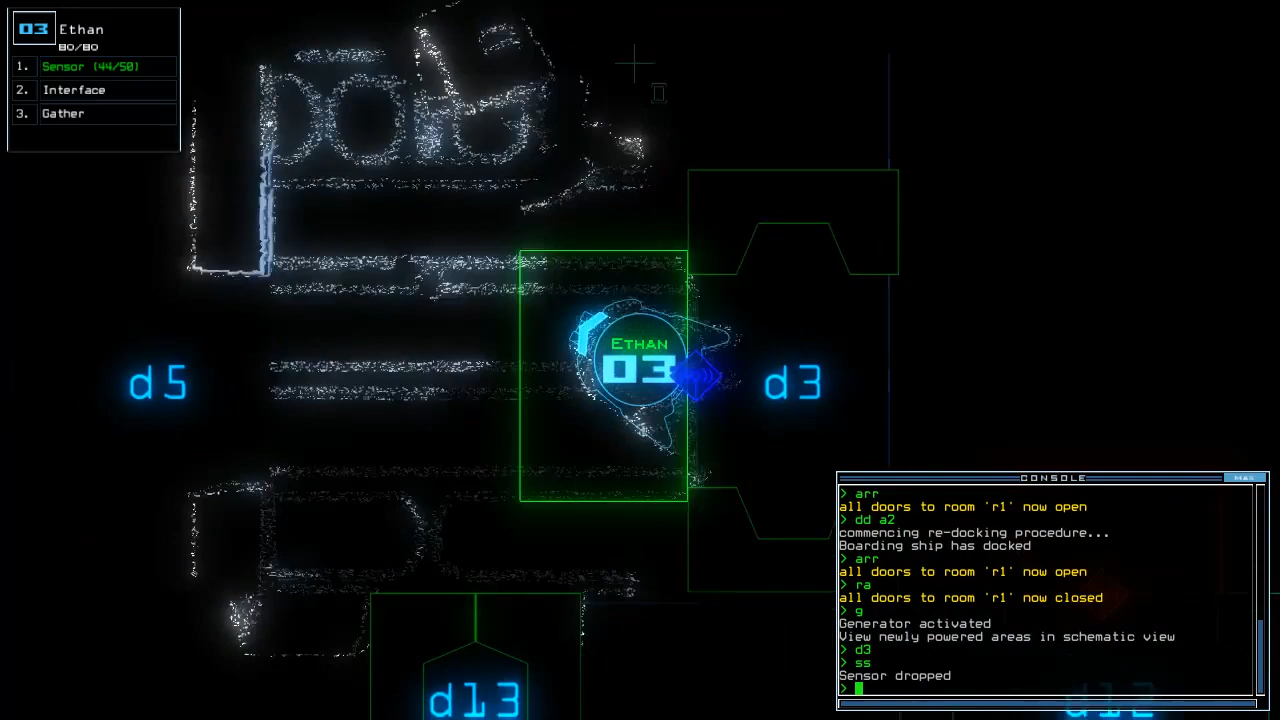 03 Ethan
80/80
1. Sensor (44/50)
2. Interface
3. Gather
d5
Ethan
03
d3
d13
d12
CONSOLE
> arr
all doors to room 'r1' now open
> dd a2
commencing re-docking procedure...
Boarding ship has docked
> arr
all doors to room 'r1' now open
> ra
all doors to room 'r1' now closed
> g
Generator activated
View newly powered areas in schematic view
> d3
> ss
Sensor dropped
>